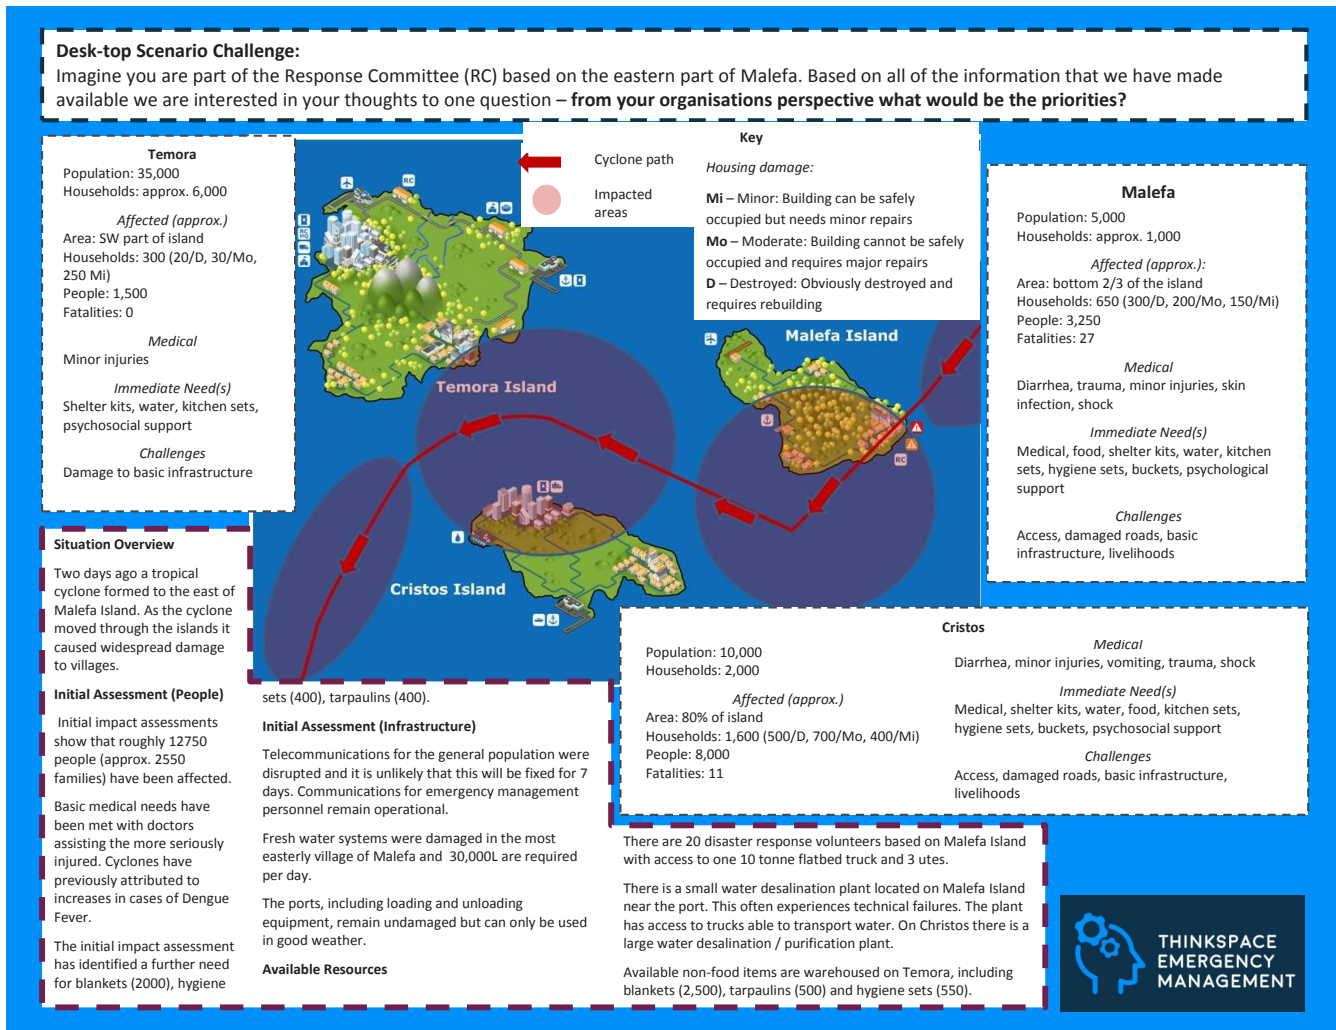 Desk-top Scenario Challenge:
Imagine you are part of the Response Committee (RC) based on the eastern part of Malefa. Based on all of the information that we have made
available we are interested in your thoughts to one question – from your organisations perspective what would be the priorities?
Temora
Population: 35,000
Households: approx. 6,000
Affected (approx.)
Area: SW part of island
Households: 300 (20/D, 30/Mo,
250 Mi)
People: 1,500
Fatalities: 0
Medical
Minor injuries
Immediate Need(s)
Shelter kits, water, kitchen sets,
psychosocial support
Challenges
Damage to basic infrastructure
Key
Cyclone path
Impacted
areas
Housing damage:
Mi – Minor: Building can be safely
occupied but needs minor repairs
Mo – Moderate: Building cannot be safely
occupied and requires major repairs
D – Destroyed: Obviously destroyed and
requires rebuilding
RC
Temora Island
Malefa Island
RC
Cristos Island
Malefa
Population: 5,000
Households: approx. 1,000
Affected (approx.):
Area: bottom 2/3 of the island
Households: 650 (300/D, 200/Mo, 150/Mi)
People: 3,250
Fatalities: 27
Medical
Diarrhea, trauma, minor injuries, skin
infection, shock
Immediate Need(s)
Medical, food, shelter kits, water, kitchen
sets, hygiene sets, buckets, psychological
support
Challenges
Access, damaged roads, basic
infrastructure, livelihoods
Cristos
Population: 10,000
Households: 2,000
Affected (approx.)
Area: 80% of island
Households: 1,600 (500/D, 700/Mo, 400/Mi)
People: 8,000
Fatalities: 11
Medical
Diarrhea, minor injuries, vomiting, trauma, shock
Immediate Need(s)
Medical, shelter kits, water, food, kitchen sets,
hygiene sets, buckets, psychosocial support
Challenges
Access, damaged roads, basic infrastructure,
livelihoods
Situation Overview
Two days ago a tropical
cyclone formed to the east of
Malefa Island. As the cyclone
moved through the islands it
caused widespread damage
to villages.
Initial Assessment (People)
Initial impact assessments
show that roughly 12750
people (approx. 2550
families) have been affected.
Basic medical needs have
been met with doctors
assisting the more seriously
injured. Cyclones have
previously attributed to
increases in cases of Dengue
Fever.
The initial impact assessment
has identified a further need
for blankets (2000), hygiene
sets (400), tarpaulins (400).
Initial Assessment (Infrastructure)
Telecommunications for the general population were
disrupted and it is unlikely that this will be fixed for 7
days. Communications for emergency management
personnel remain operational.
Fresh water systems were damaged in the most
easterly village of Malefa and  30,000L are required
per day.
The ports, including loading and unloading
equipment, remain undamaged but can only be used
in good weather.
Available Resources
There are 20 disaster response volunteers based on Malefa Island
with access to one 10 tonne flatbed truck and 3 utes.
There is a small water desalination plant located on Malefa Island
near the port. This often experiences technical failures. The plant
has access to trucks able to transport water. On Christos there is a
large water desalination / purification plant.
Available non-food items are warehoused on Temora, including
blankets (2,500), tarpaulins (500) and hygiene sets (550).
THINKSPACE
EMERGENCY
MANAGEMENT